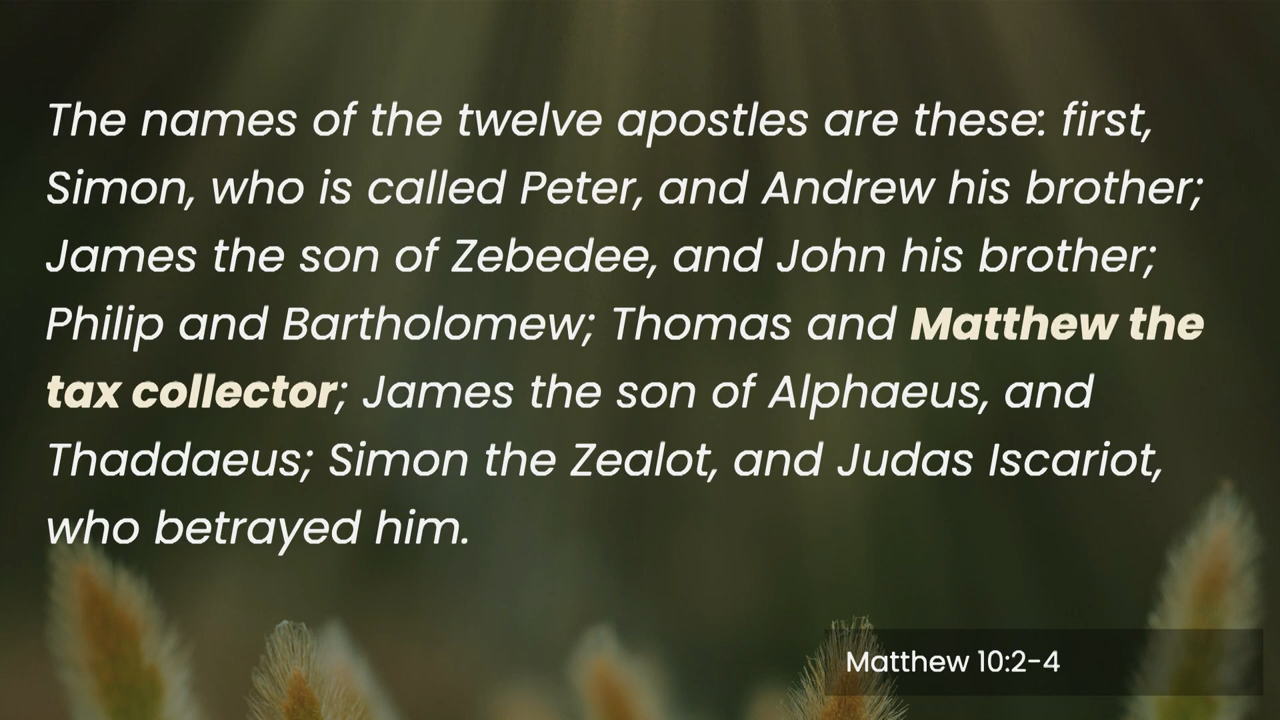 The names of the twelve apostles are these: first,
Simon, who is called Peter, and Andrew his brother;
James the son of Zebedee, and John his brother;
Philip and Bartholomew; Thomas and Matthew the
tax collector; James the son of Alphaeus, and
Thaddaeus; Simon the Zealot, and Judas Iscariot,
who betrayed him.
Matthew 10:2-4